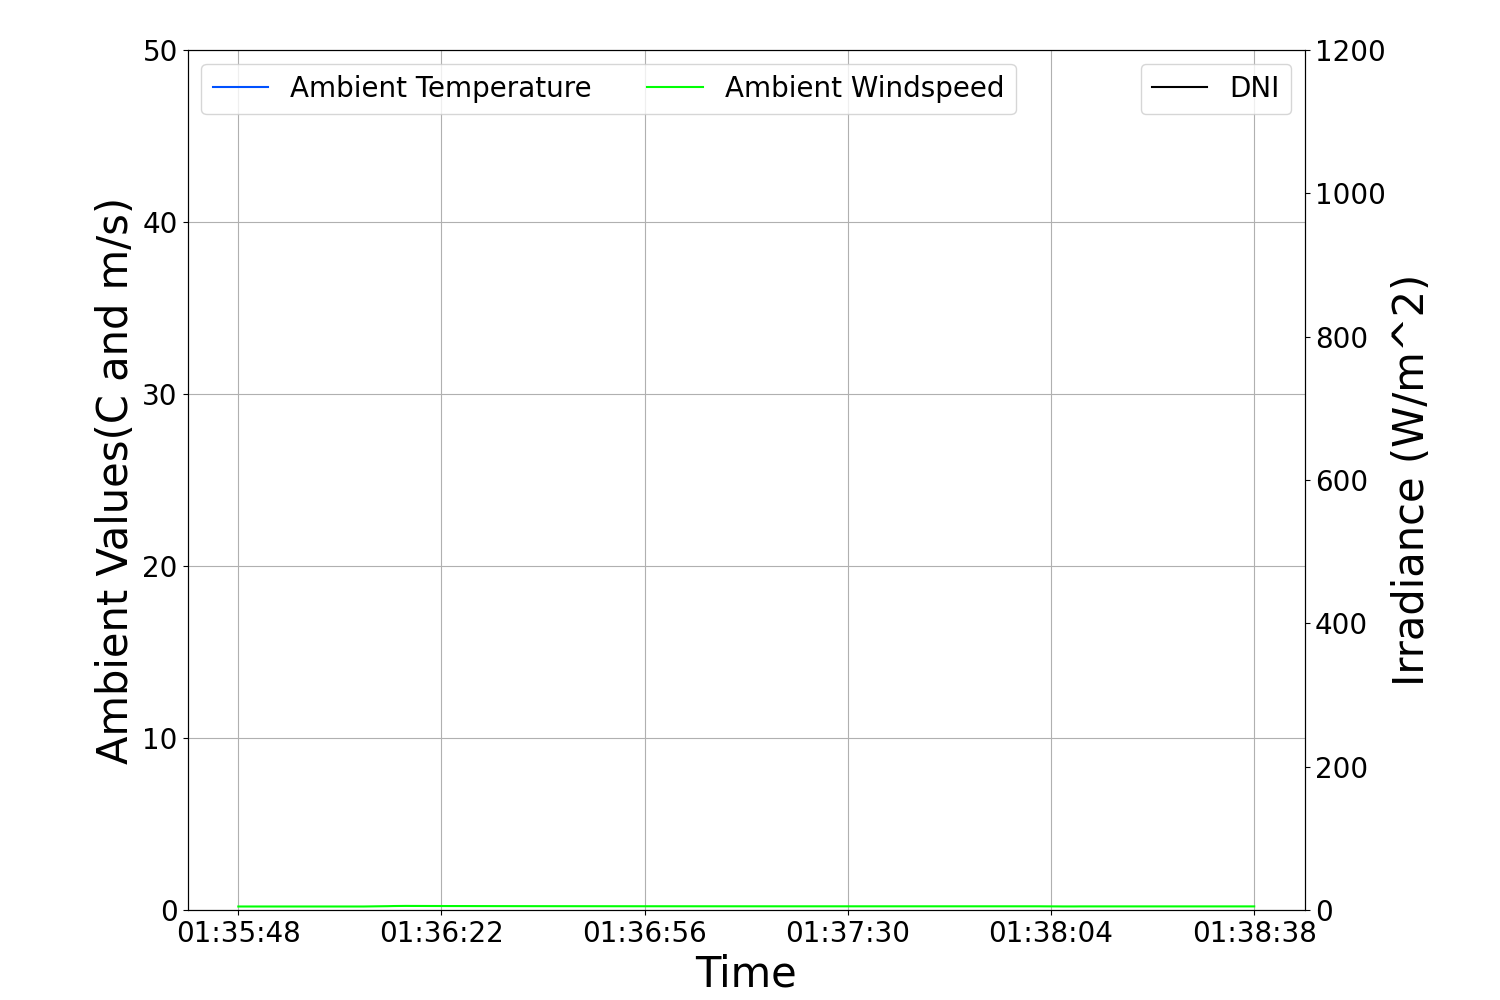 Ambient Temperature
Ambient Windspeed
DNI
Ambient Values(C and m/s)
50
40
30
20
10
0
1200
1000
800
600
400
200
0
Irradiance (W/m^2)
01:35:48 01:36:22 01:36:56 01:37:30 01:38:04 01:38:38
Time